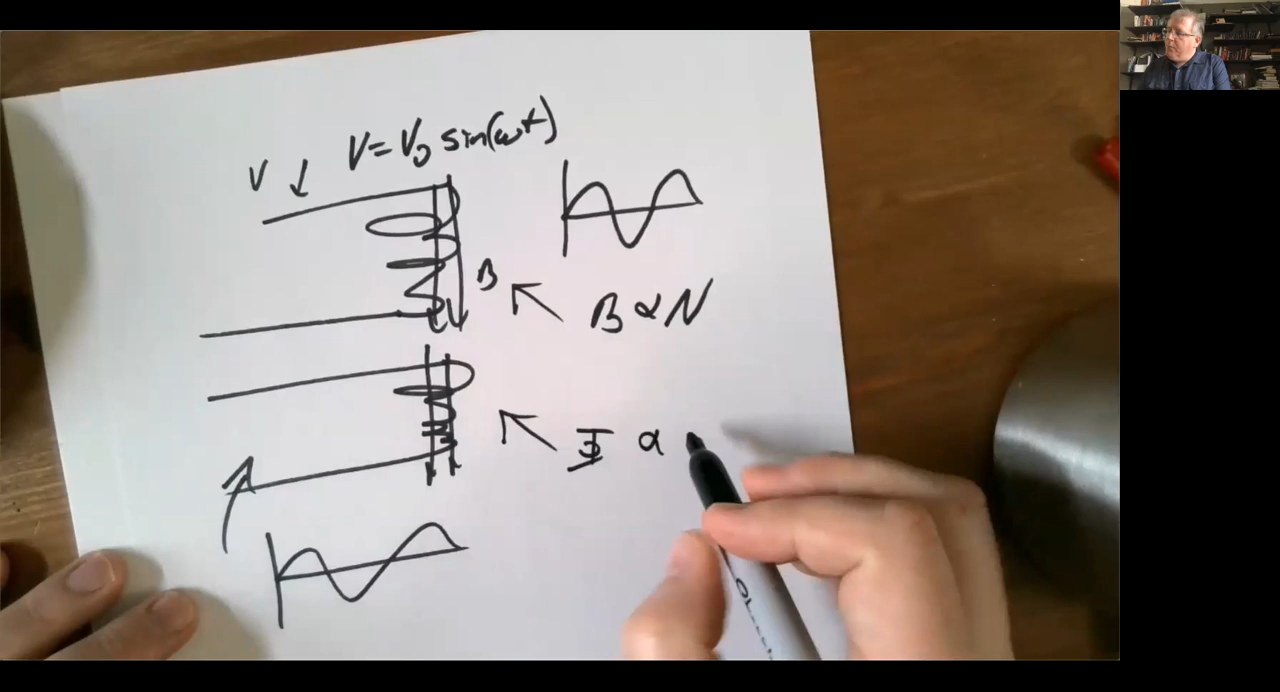 V = V₀ sin(ωt)
V ↓
B
B ∝ N
Φ ∝